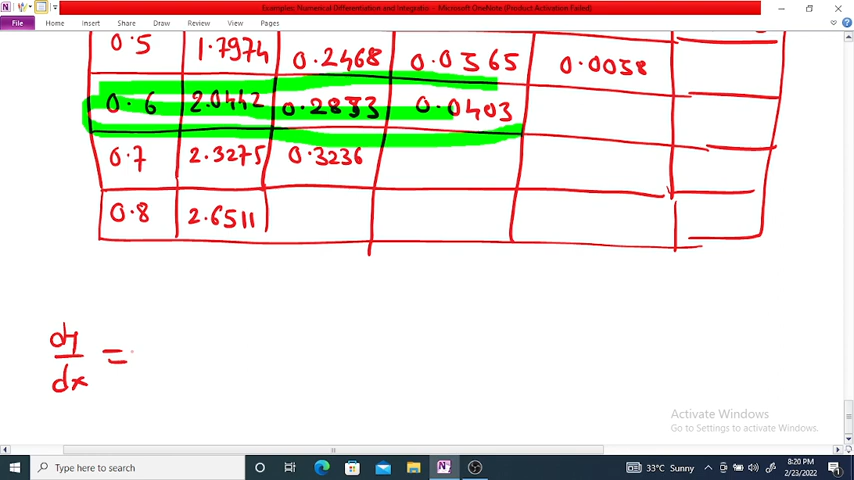 Examples: Numerical Differentiation and Integratin - Microsoft OneNote (Product Activation Failed)
File Home Insert Share Draw Review View Pages
0.5 1.7974 0.2468 0.0365 0.0038
0.6 2.0442 0.2833 0.0403
0.7 2.3275 0.3236
0.8 2.6511
dy
dx =
Activate Windows
Go to Settings to activate Windows.
Type here to search
33°C Sunny
8:20 PM
2/23/2022